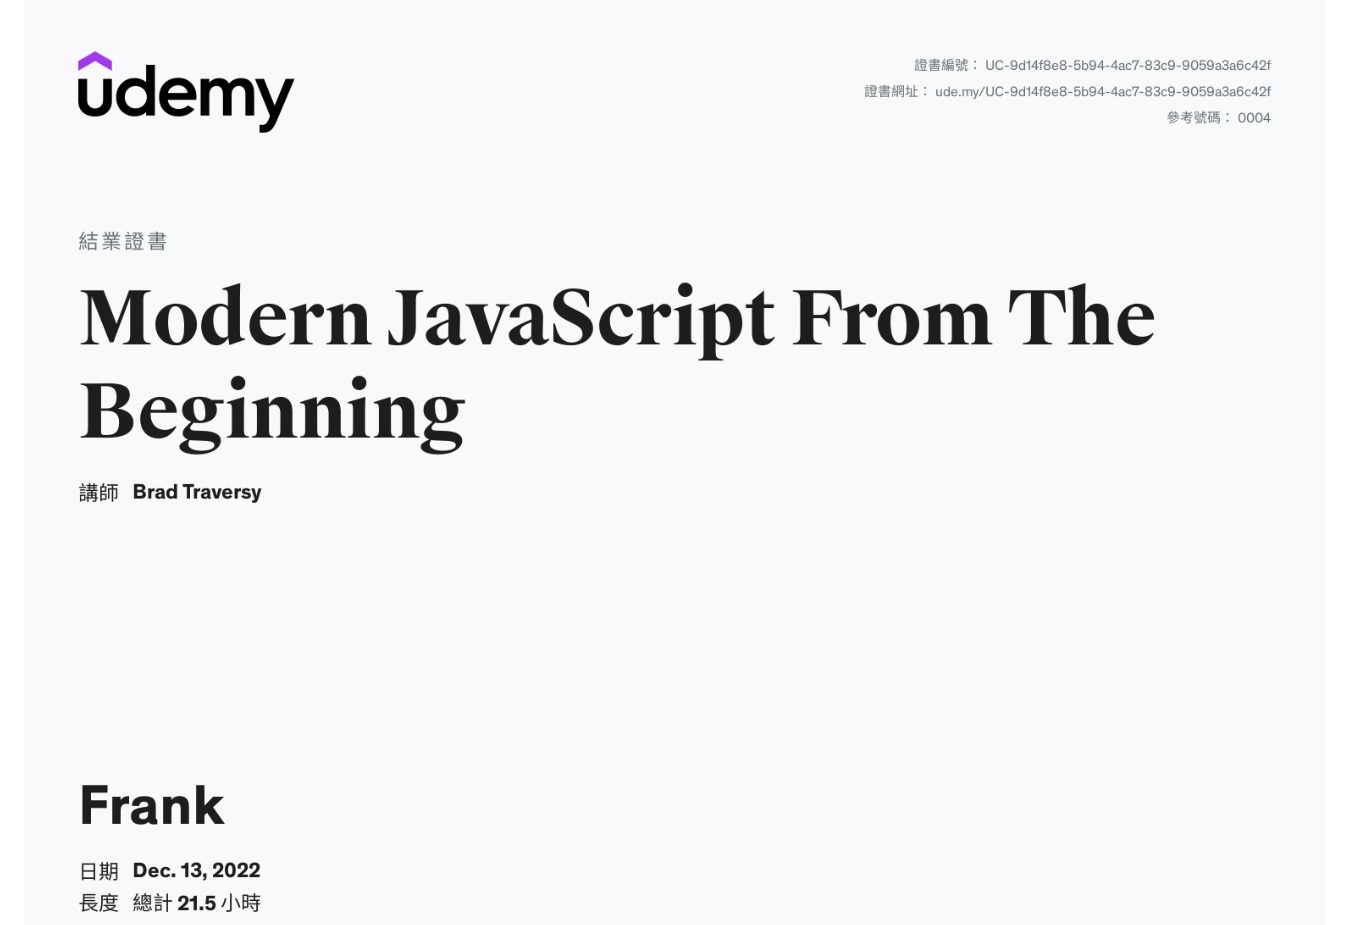 udemy
證書編號： UC-9d14f8e8-5b94-4ac7-83c9-9059a3a6c42f
證書網址： ude.my/UC-9d14f8e8-5b94-4ac7-83c9-9059a3a6c42f
參考號碼： 0004
結業證書
Modern JavaScript From The
Beginning
講師 Brad Traversy
Frank
日期 Dec. 13, 2022
長度 總計 21.5 小時